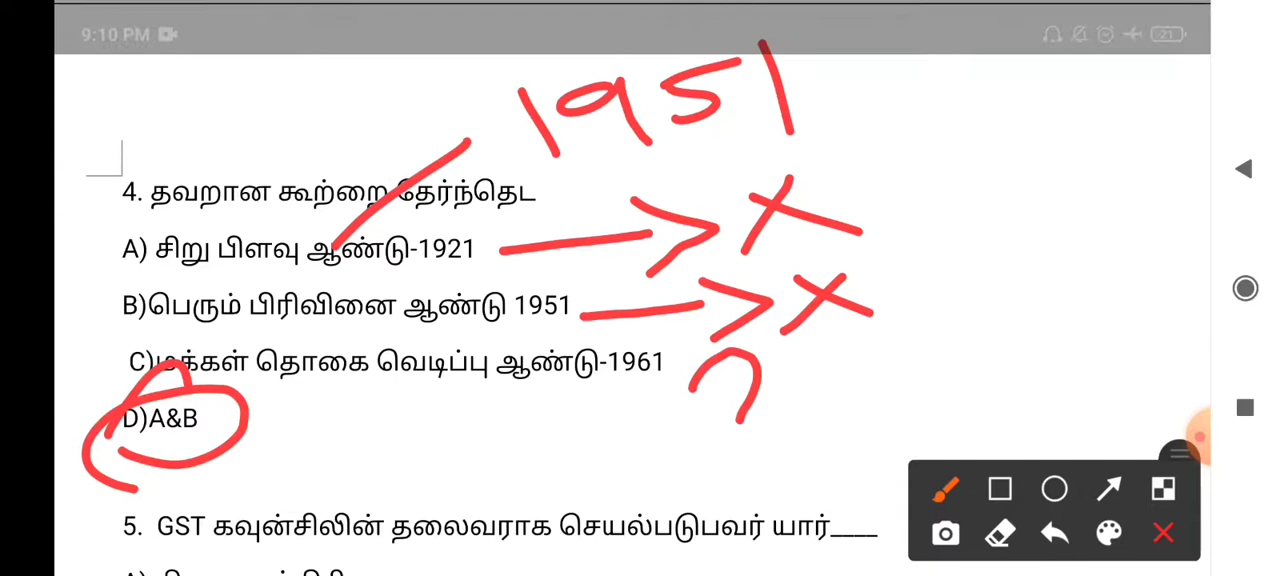 9:10 PM
21
1951
4. தவறான கூற்றை தேர்ந்தெட
A) சிறு பிளவு ஆண்டு-1921
B)பெரும் பிரிவினை ஆண்டு 1951
C)மக்கள் தொகை வெடிப்பு ஆண்டு-1961
D)A&B
5. GST கவுன்சிலின் தலைவராக செயல்படுபவர் யார்____